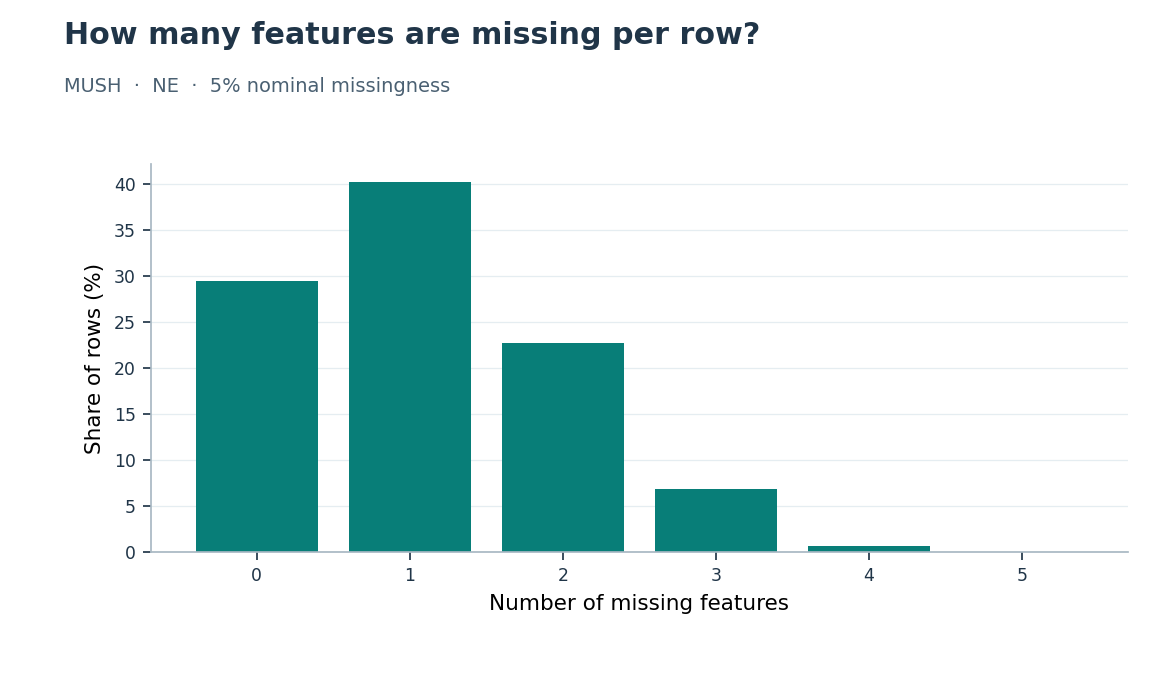 How many features are missing per row?
MUSH · NE · 5% nominal missingness
Share of rows (%)
40
35
30
25
20
15
10
5
0
0 1 2 3 4 5
Number of missing features